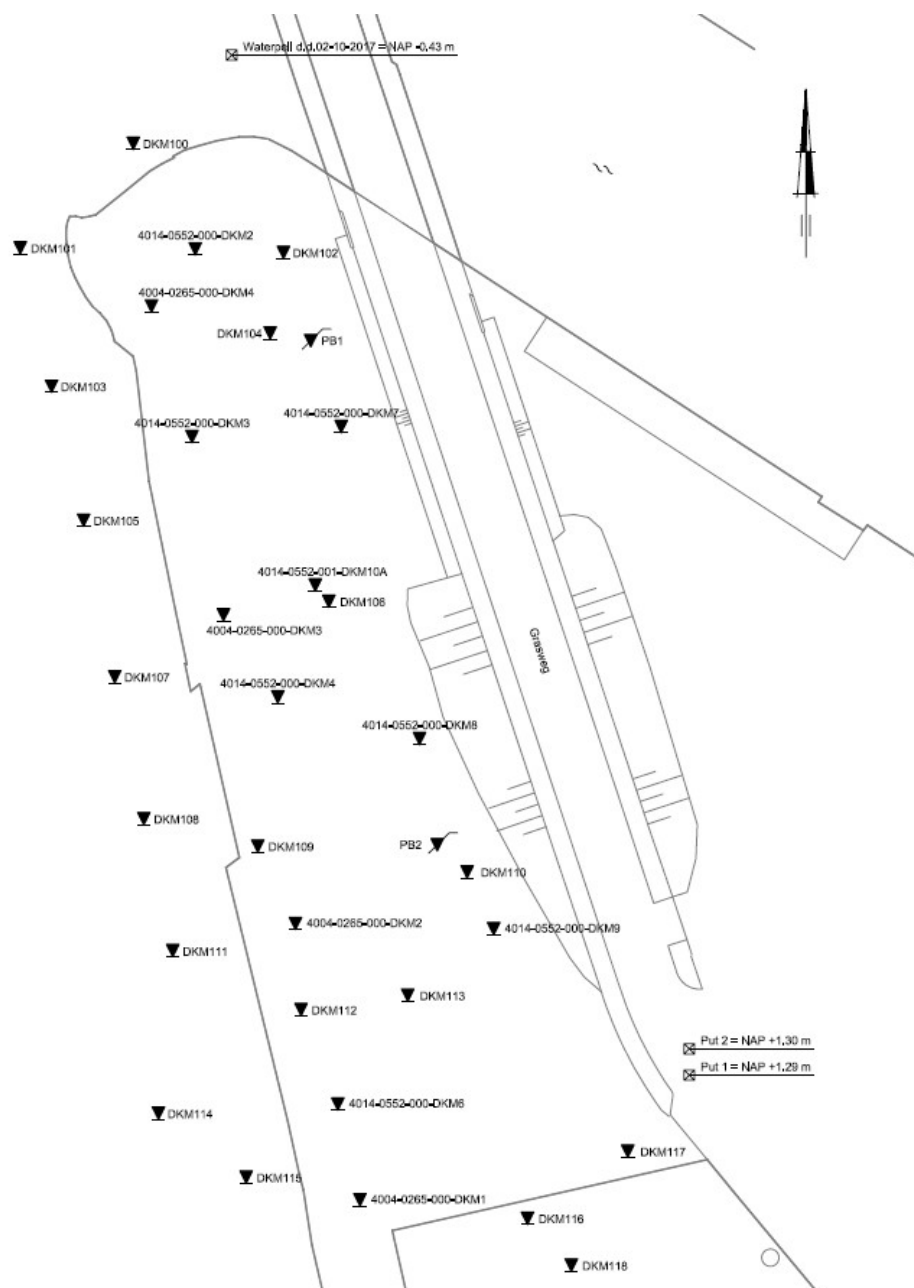 Waterpeil d.d.02-10-2017 = NAP -0.43 m
DKM100
4014-0552-000-DKM2
DKM101
DKM102
4004-0265-000-DKM4
DKM104
PB1
DKM103
4014-0552-000-DKM7
4014-0552-000-DKM3
DKM105
4014-0552-001-DKM10A
DKM106
4004-0265-000-DKM3
Grasweg
DKM107
4014-0552-000-DKM4
4014-0552-000-DKM8
DKM108
DKM109
PB2
DKM110
4004-0265-000-DKM2
4014-0552-000-DKM9
DKM111
DKM113
DKM112
Put 2 = NAP +1.30 m
Put 1 = NAP +1.29 m
4014-0552-000-DKM6
DKM114
DKM117
DKM115
4004-0265-000-DKM1
DKM116
DKM118